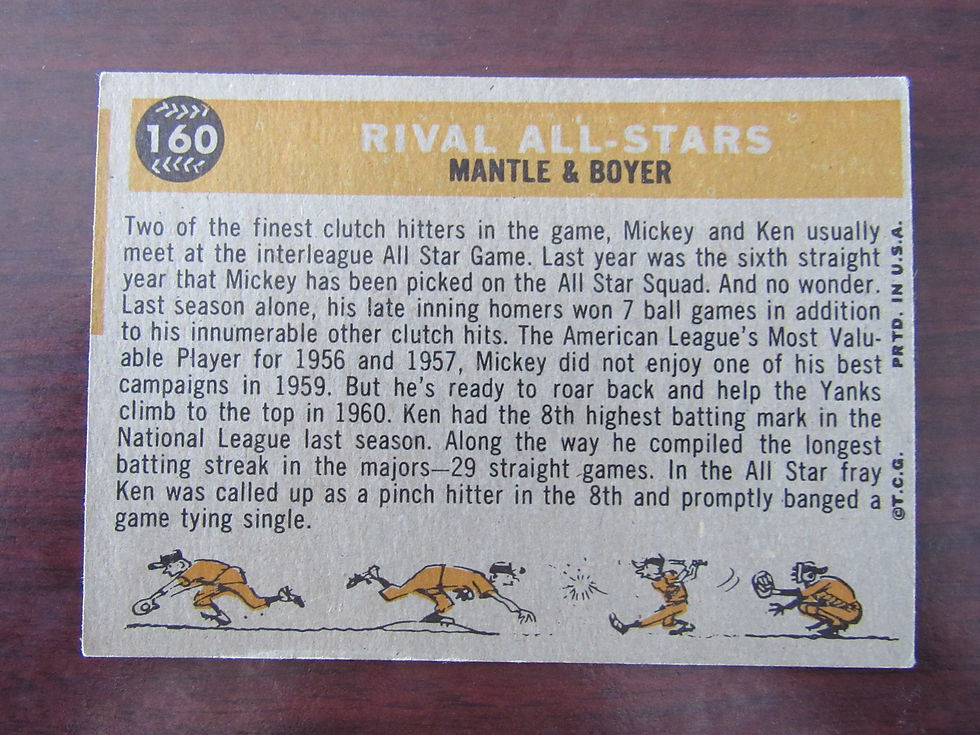 160
RIVAL ALL-STARS
MANTLE & BOYER
Two of the finest clutch hitters in the game, Mickey and Ken usually
meet at the interleague All Star Game. Last year was the sixth straight
year that Mickey has been picked on the All Star Squad. And no wonder.
Last season alone, his late inning homers won 7 ball games in addition
to his innumerable other clutch hits. The American League's Most Valu-
able Player for 1956 and 1957, Mickey did not enjoy one of his best
campaigns in 1959. But he's ready to roar back and help the Yanks
climb to the top in 1960. Ken had the 8th highest batting mark in the
National League last season. Along the way he compiled the longest
batting streak in the majors—29 straight games. In the All Star fray
Ken was called up as a pinch hitter in the 8th and promptly banged a
game tying single.
©T.C.G. PRTD. IN U.S.A.